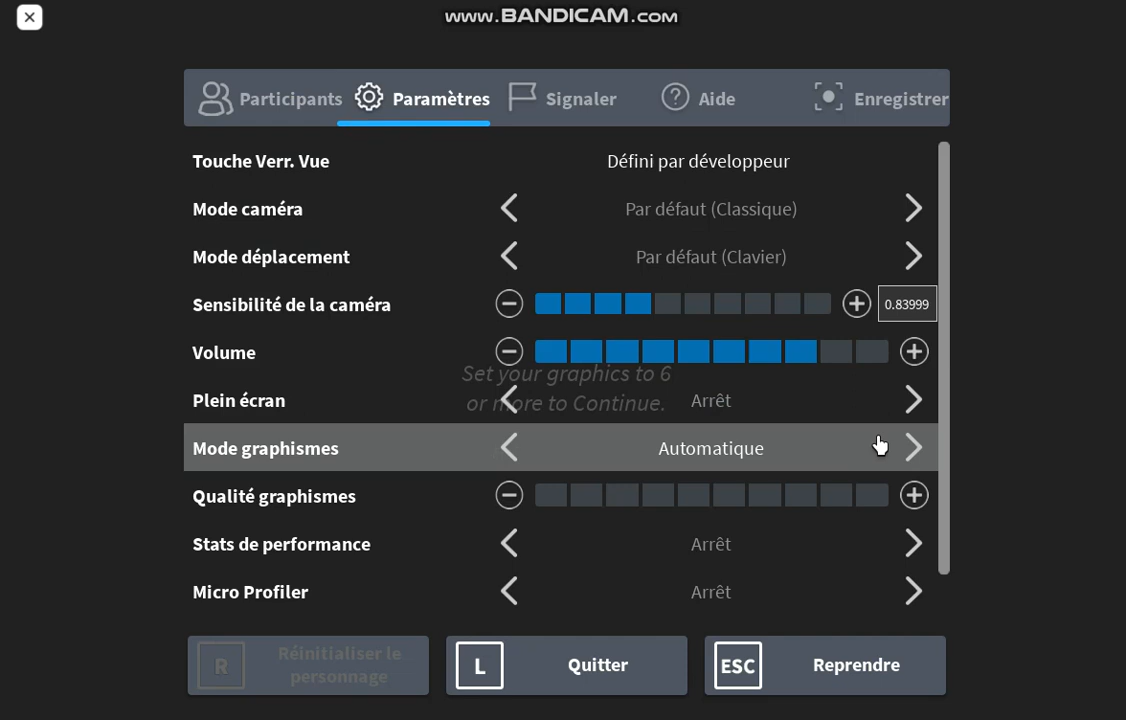 www.BANDICAM.COM
Participants Paramètres Signaler Aide Enregistrer
Touche Verr. Vue Défini par développeur
Mode caméra Par défaut (Classique)
Mode déplacement Par défaut (Clavier)
Sensibilité de la caméra 0.83999
Volume
Set your graphics to 6
or more to Continue.
Plein écran Arrêt
Mode graphismes Automatique
Qualité graphismes
Stats de performance Arrêt
Micro Profiler Arrêt
R Réinitialiser le
personnage
L Quitter
ESC Reprendre